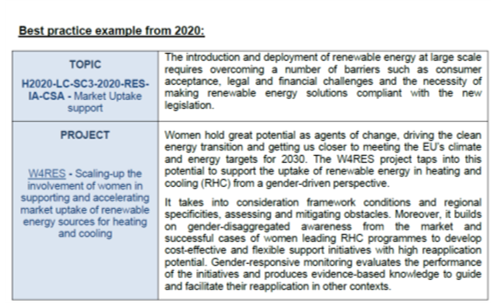 Best practice example from 2020:
TOPIC
H2020-LC-SC3-2020-RES-
IA-CSA - Market Uptake
support
The introduction and deployment of renewable energy at large scale
requires overcoming a number of barriers such as consumer
acceptance, legal and financial challenges and the necessity of
making renewable energy solutions compliant with the new
legislation.
PROJECT
W4RES - Scaling-up the
involvement of women in
supporting and accelerating
market uptake of renewable
energy sources for heating
and cooling
Women hold great potential as agents of change, driving the clean
energy transition and getting us closer to meeting the EU's climate
and energy targets for 2030. The W4RES project taps into this
potential to support the uptake of renewable energy in heating and
cooling (RHC) from a gender-driven perspective.
It takes into consideration framework conditions and regional
specificities, assessing and mitigating obstacles. Moreover, it builds
on gender-disaggregated awareness from the market and
successful cases of women leading RHC programmes to develop
cost-effective and flexible support initiatives with high reapplication
potential. Gender-responsive monitoring evaluates the performance
of the initiatives and produces evidence-based knowledge to guide
and facilitate their reapplication in other contexts.